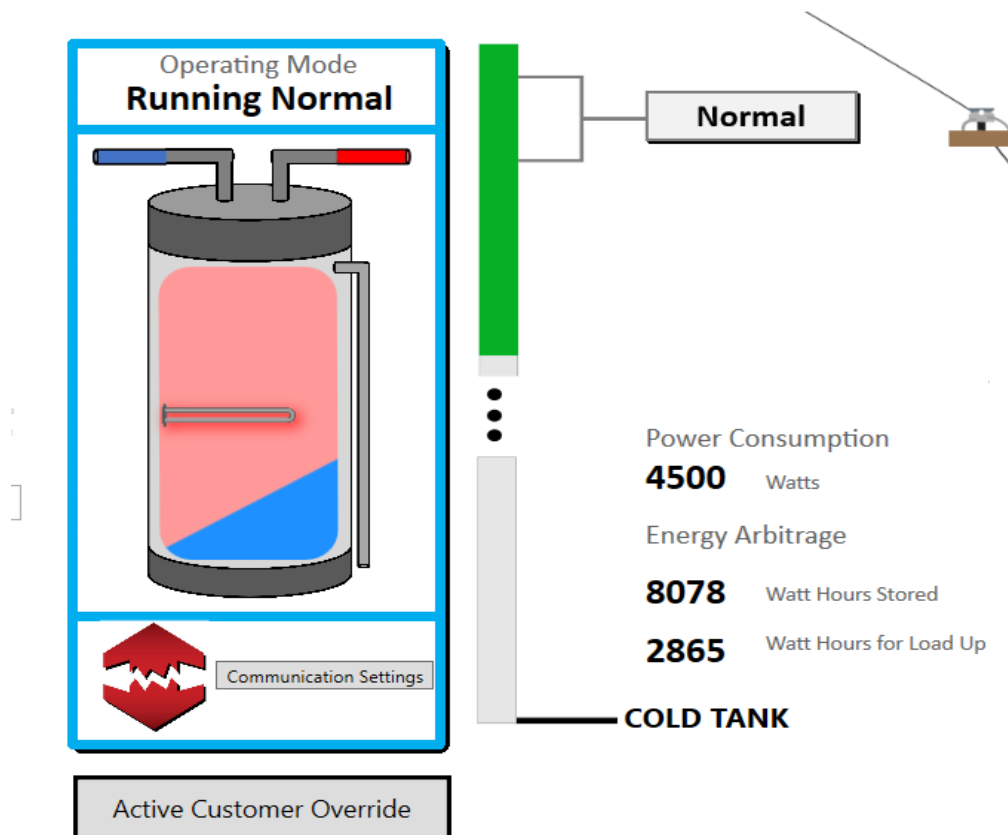 Operating Mode
Running Normal
Normal
Power Consumption
4500 Watts
Energy Arbitrage
8078 Watt Hours Stored
2865 Watt Hours for Load Up
Communication Settings
COLD TANK
Active Customer Override